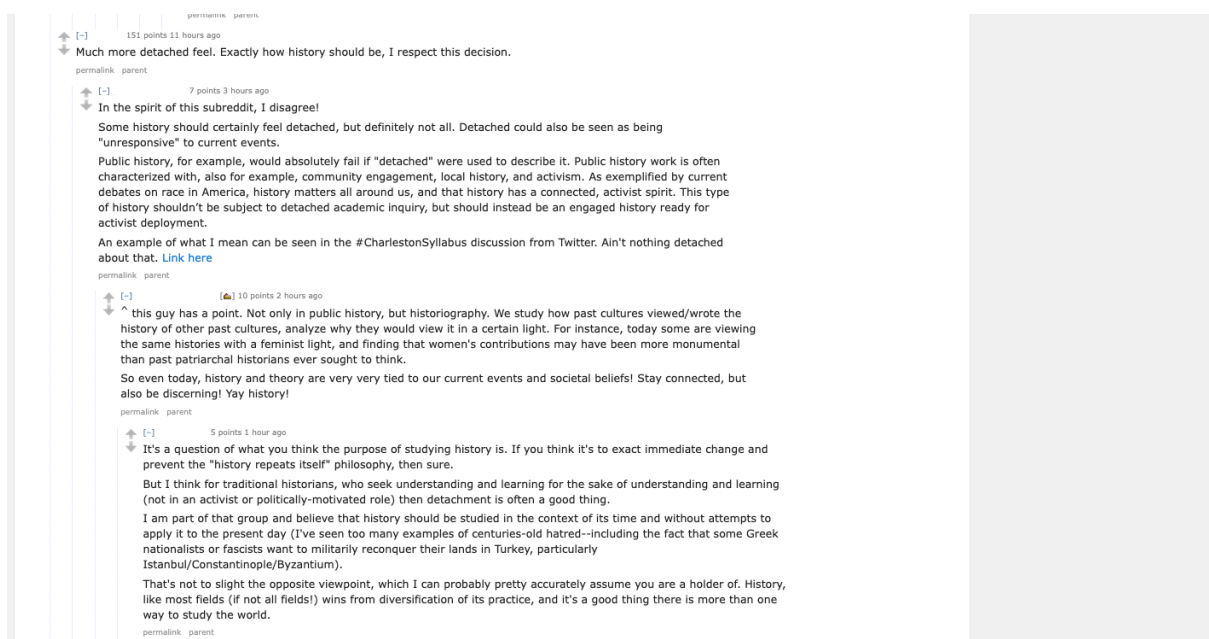 permalink parent
[-] 151 points 11 hours ago
Much more detached feel. Exactly how history should be, I respect this decision.
permalink parent
[-] 7 points 3 hours ago
In the spirit of this subreddit, I disagree!
Some history should certainly feel detached, but definitely not all. Detached could also be seen as being
"unresponsive" to current events.
Public history, for example, would absolutely fail if "detached" were used to describe it. Public history work is often
characterized with, also for example, community engagement, local history, and activism. As exemplified by current
debates on race in America, history matters all around us, and that history has a connected, activist spirit. This type
of history shouldn't be subject to detached academic inquiry, but should instead be an engaged history ready for
activist deployment.
An example of what I mean can be seen in the #CharlestonSyllabus discussion from Twitter. Ain't nothing detached
about that. Link here
permalink parent
[-] [🍂] 10 points 2 hours ago
^ this guy has a point. Not only in public history, but historiography. We study how past cultures viewed/wrote the
history of other past cultures, analyze why they would view it in a certain light. For instance, today some are viewing
the same histories with a feminist light, and finding that women's contributions may have been more monumental
than past patriarchal historians ever sought to think.
So even today, history and theory are very very tied to our current events and societal beliefs! Stay connected, but
also be discerning! Yay history!
permalink parent
[-] 5 points 1 hour ago
It's a question of what you think the purpose of studying history is. If you think it's to exact immediate change and
prevent the "history repeats itself" philosophy, then sure.
But I think for traditional historians, who seek understanding and learning for the sake of understanding and learning
(not in an activist or politically-motivated role) then detachment is often a good thing.
I am part of that group and believe that history should be studied in the context of its time and without attempts to
apply it to the present day (I've seen too many examples of centuries-old hatred--including the fact that some Greek
nationalists or fascists want to militarily reconquer their lands in Turkey, particularly
Istanbul/Constantinople/Byzantium).
That's not to slight the opposite viewpoint, which I can probably pretty accurately assume you are a holder of. History,
like most fields (if not all fields!) wins from diversification of its practice, and it's a good thing there is more than one
way to study the world.
permalink parent